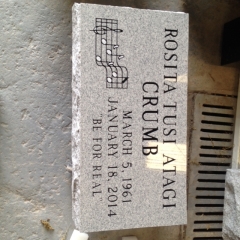 ROSITA TUSI ATAGI
CRUMB
MARCH 5, 1961
JANUARY 18, 2014
"BE FOR REAL"